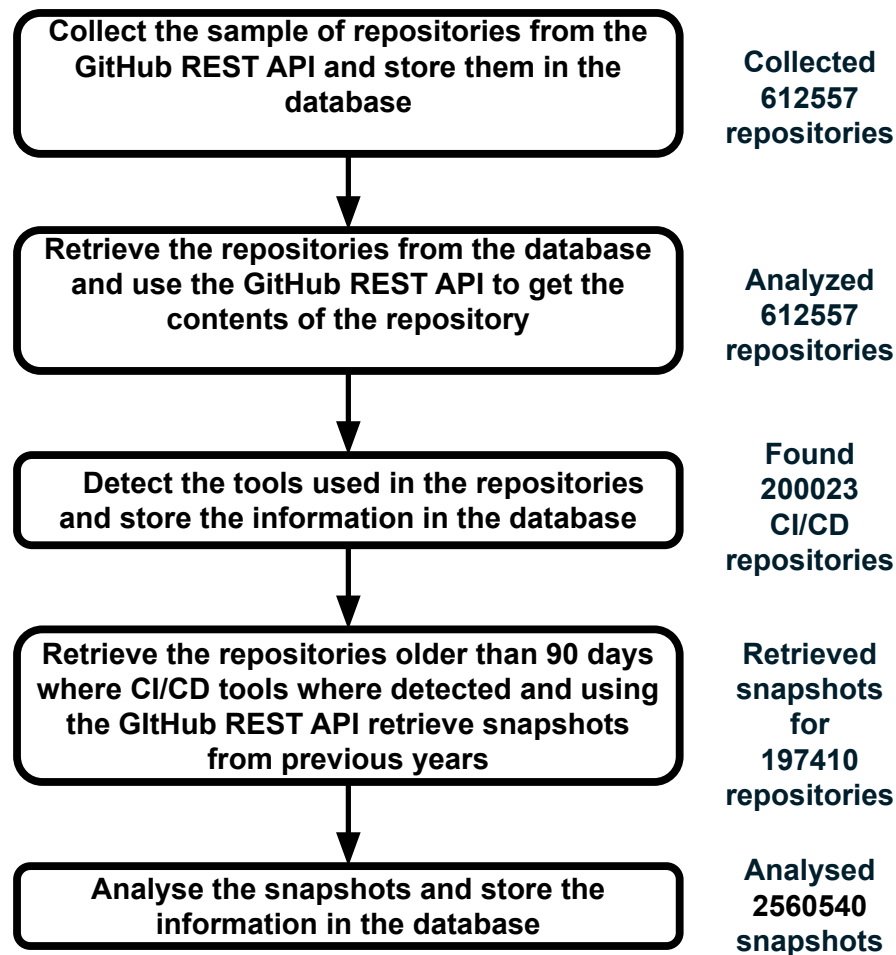 Collect the sample of repositories from the
GitHub REST API and store them in the
database
Collected
612557
repositories
Retrieve the repositories from the database
and use the GitHub REST API to get the
contents of the repository
Analyzed
612557
repositories
Detect the tools used in the repositories
and store the information in the database
Found
200023
CI/CD
repositories
Retrieve the repositories older than 90 days
where CI/CD tools where detected and using
the GItHub REST API retrieve snapshots
from previous years
Retrieved
snapshots
for
197410
repositories
Analyse the snapshots and store the
information in the database
Analysed
2560540
snapshots